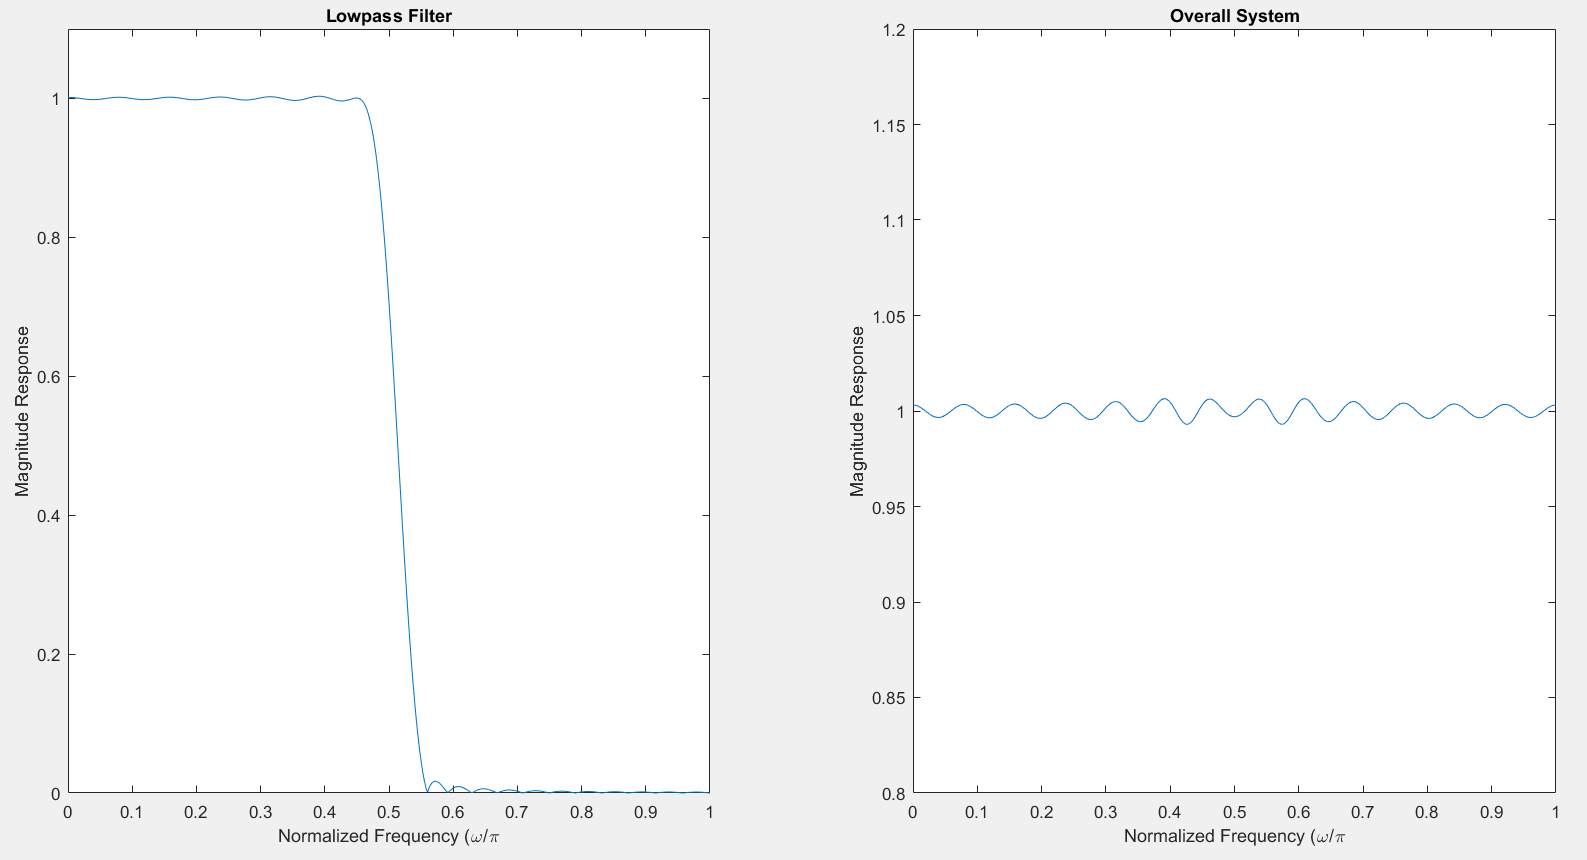 Lowpass Filter
Magnitude Response
1
0.8
0.6
0.4
0.2
0
0 0.1 0.2 0.3 0.4 0.5 0.6 0.7 0.8 0.9 1
Normalized Frequency (ω/π
Overall System
Magnitude Response
1.2
1.15
1.1
1.05
1
0.95
0.9
0.85
0.8
0 0.1 0.2 0.3 0.4 0.5 0.6 0.7 0.8 0.9 1
Normalized Frequency (ω/π